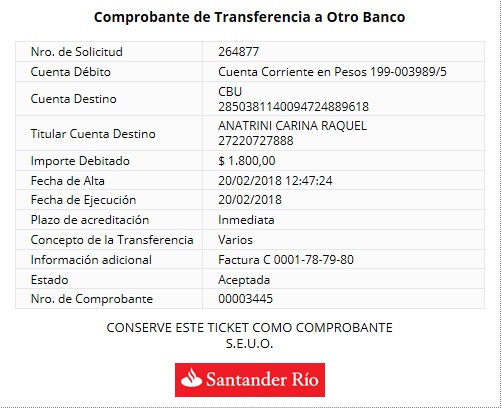 Comprobante de Transferencia a Otro Banco
Nro. de Solicitud 264877
Cuenta Débito Cuenta Corriente en Pesos 199-003989/5
Cuenta Destino CBU
2850381140094724889618
Titular Cuenta Destino ANATRINI CARINA RAQUEL
27220727888
Importe Debitado $ 1.800,00
Fecha de Alta 20/02/2018 12:47:24
Fecha de Ejecución 20/02/2018
Plazo de acreditación Inmediata
Concepto de la Transferencia Varios
Información adicional Factura C 0001-78-79-80
Estado Aceptada
Nro. de Comprobante 00003445
CONSERVE ESTE TICKET COMO COMPROBANTE
S.E.U.O.
Santander Río